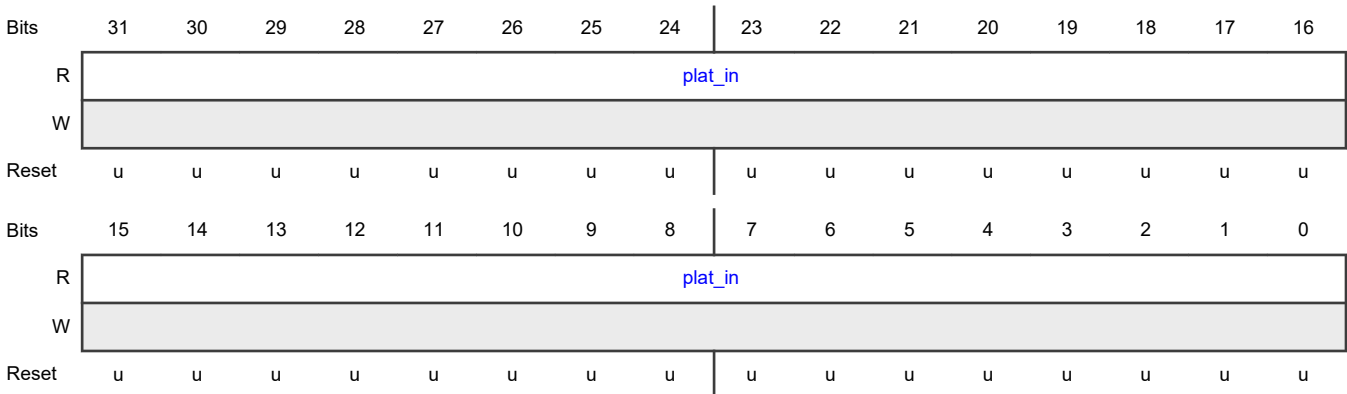 Bits 31 30 29 28 27 26 25 24 23 22 21 20 19 18 17 16
R plat_in
W
Reset u u u u u u u u u u u u u u u u
Bits 15 14 13 12 11 10 9 8 7 6 5 4 3 2 1 0
R plat_in
W
Reset u u u u u u u u u u u u u u u u